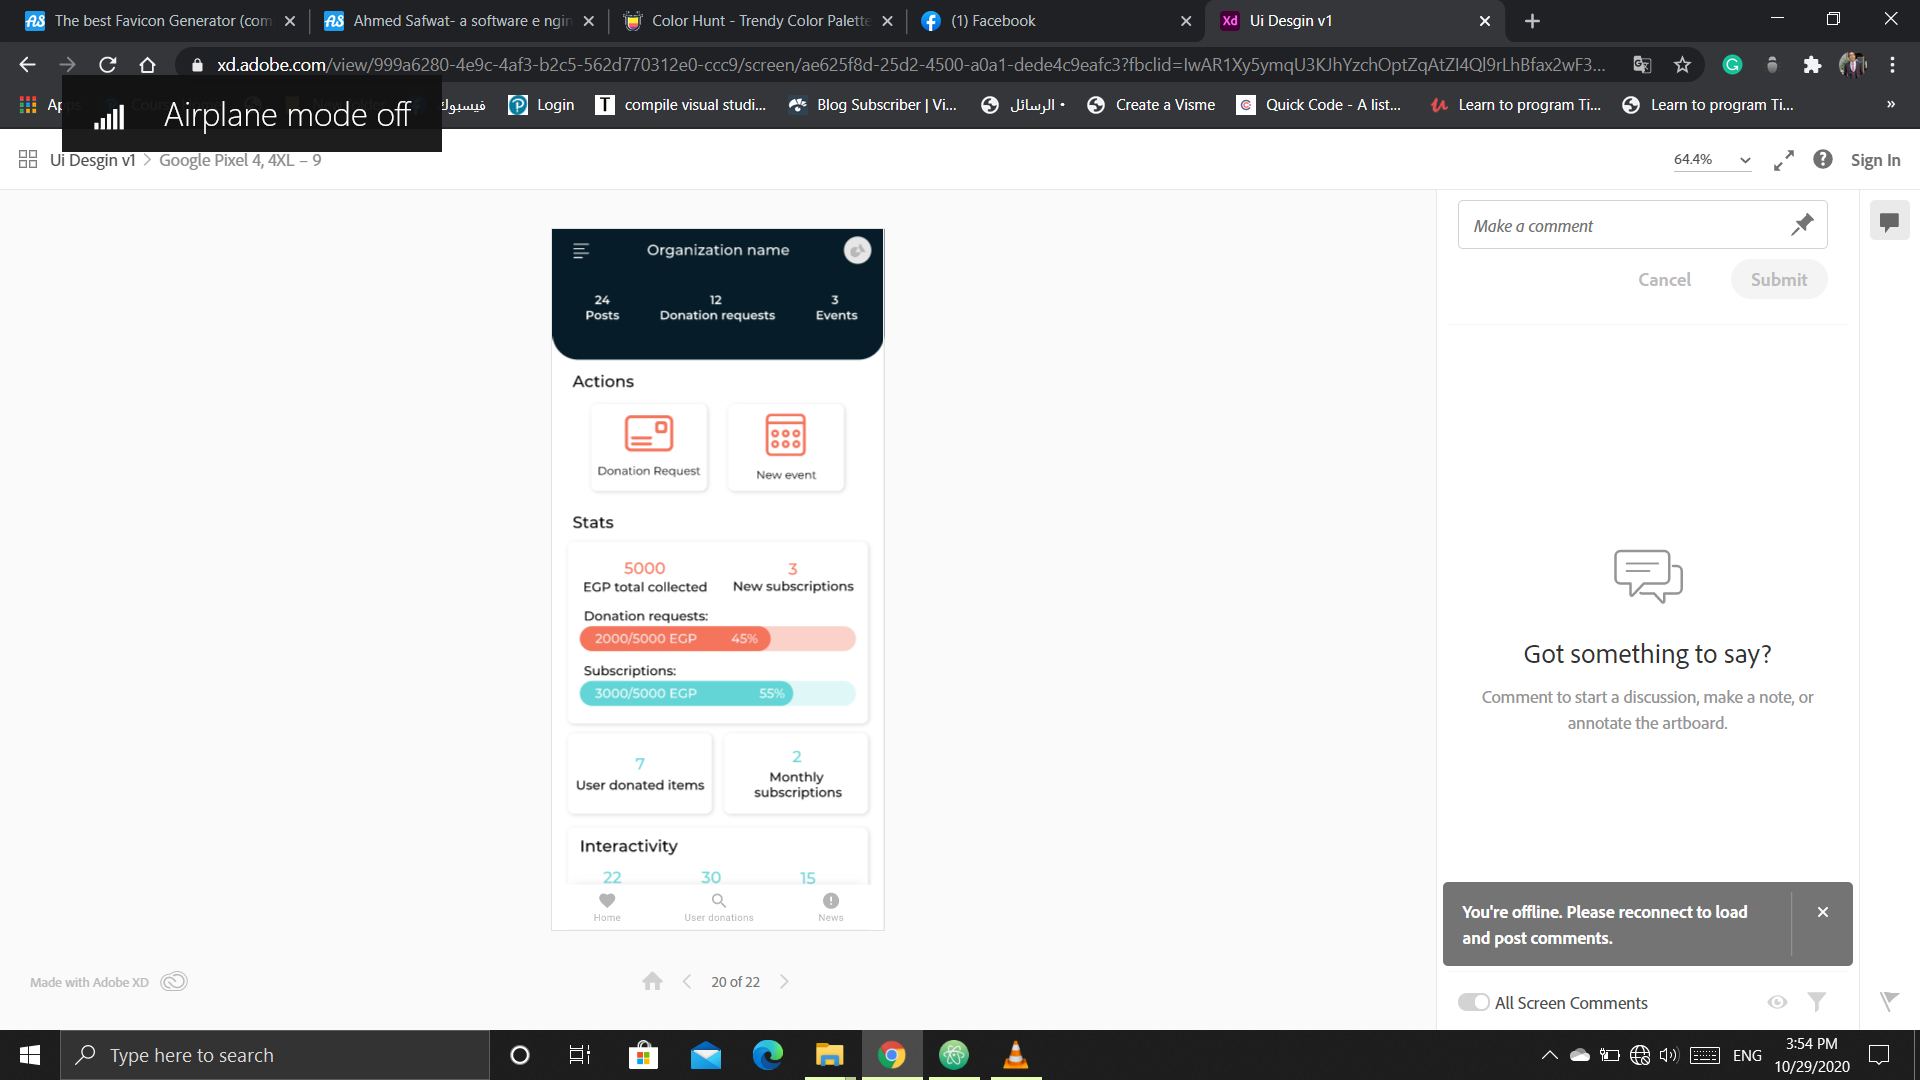 The best Favicon Generator (com
Ahmed Safwat- a software e ngin
Color Hunt - Trendy Color Palette
(1) Facebook
Xd Ui Desgin v1
xd.adobe.com/view/999a6280-4e9c-4af3-b2c5-562d770312e0-ccc9/screen/ae625f8d-25d2-4500-a0a1-dede4c9eafc3?fbclid=IwAR1Xy5ymqU3KJhYzchOptZqAtZI4Ql9rLhBfax2wF3...
فيسبوك
Login
compile visual studi...
Blog Subscriber | Vi...
الرسائل •
Create a Visme
Quick Code - A list...
Learn to program Ti...
Learn to program Ti...
»
Airplane mode off
Ui Desgin v1 > Google Pixel 4, 4XL – 9
64.4%
Sign In
Make a comment
Cancel
Submit
Organization name
24
Posts
12
Donation requests
3
Events
Actions
Donation Request
New event
Stats
5000
EGP total collected
3
New subscriptions
Donation requests:
2000/5000 EGP 45%
Subscriptions:
3000/5000 EGP 55%
7
User donated items
2
Monthly
subscriptions
Interactivity
22 30 15
Home
User donations
News
Got something to say?
Comment to start a discussion, make a note, or
annotate the artboard.
You're offline. Please reconnect to load
and post comments.
All Screen Comments
Made with Adobe XD
20 of 22
Type here to search
ENG
3:54 PM
10/29/2020